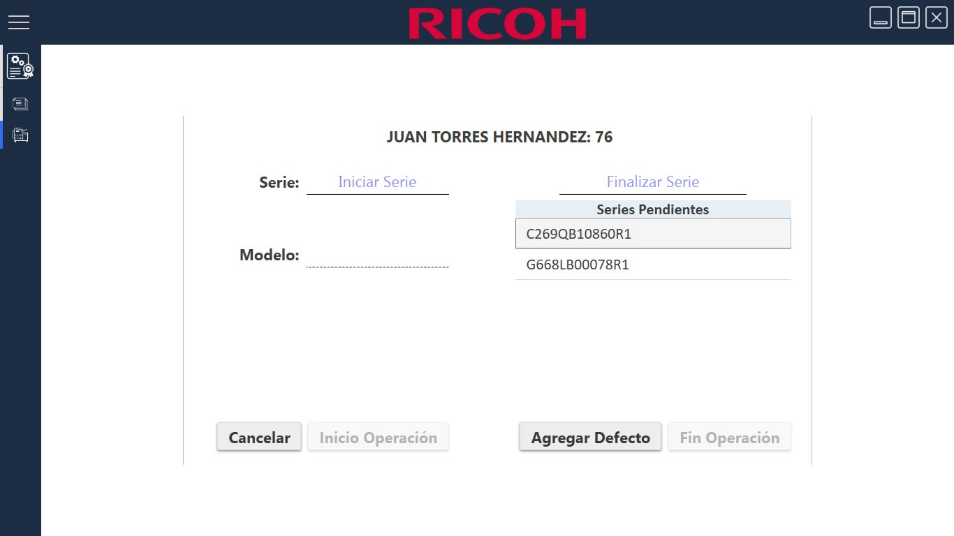 RICOH
JUAN TORRES HERNANDEZ: 76
Serie: Iniciar Serie
Modelo:
Finalizar Serie
Series Pendientes
C269QB10860R1
G668LB00078R1
Cancelar Inicio Operación
Agregar Defecto Fin Operación